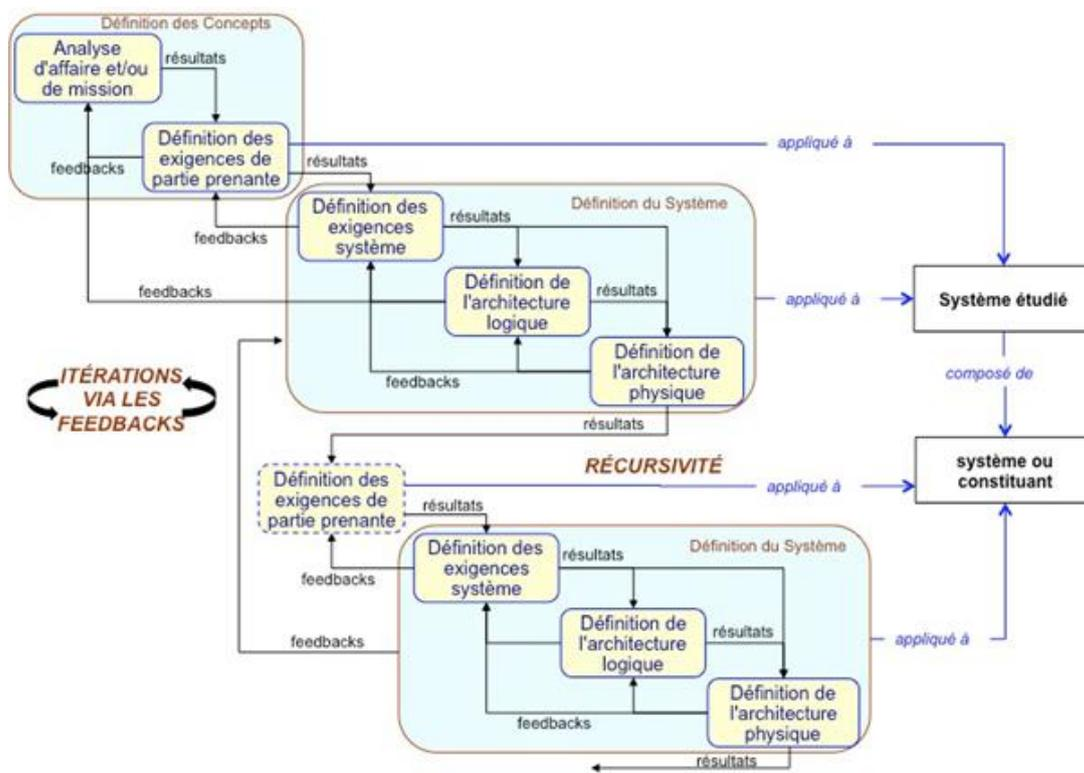 Définition des Concepts
Analyse
d'affaire et/ou
de mission
résultats
Définition des
exigences de
partie prenante
feedbacks
résultats
appliqué à
Définition du Système
Définition des
exigences
système
résultats
feedbacks
Définition de
l'architecture
logique
feedbacks
résultats
appliqué à
Système étudié
Définition de
l'architecture
physique
feedbacks
composé de
ITÉRATIONS
VIA LES
FEEDBACKS
résultats
RÉCURSIVITÉ
système ou
constituant
Définition des
exigences de
partie prenante
appliqué à
résultats
Définition du Système
Définition des
exigences
système
résultats
feedbacks
Définition de
l'architecture
logique
résultats
feedbacks
appliqué à
Définition de
l'architecture
physique
feedbacks
résultats